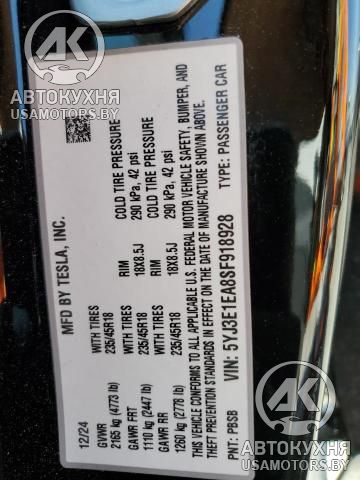 MFD BY TESLA, INC.
12/24
GVWR
2165 kg (4773 lb)
GAWR FRT WITH TIRES RIM COLD TIRE PRESSURE
1110 kg (2447 lb) 235/45R18 18X8.5J 290 kPa, 42 psi
GAWR RR WITH TIRES RIM COLD TIRE PRESSURE
1260 kg (2778 lb) 235/45R18 18X8.5J 290 kPa, 42 psi
THIS VEHICLE CONFORMS TO ALL APPLICABLE U.S. FEDERAL MOTOR VEHICLE SAFETY, BUMPER, AND
THEFT PREVENTION STANDARDS IN EFFECT ON THE DATE OF MANUFACTURE SHOWN ABOVE.
VIN: 5YJ3E1EA8SF918928
PNT: PBSB TYPE: PASSENGER CAR
АК
АВТОКУХНЯ
USAMOTORS.BY
АК
АВТОКУХНЯ
USAMOTORS.BY